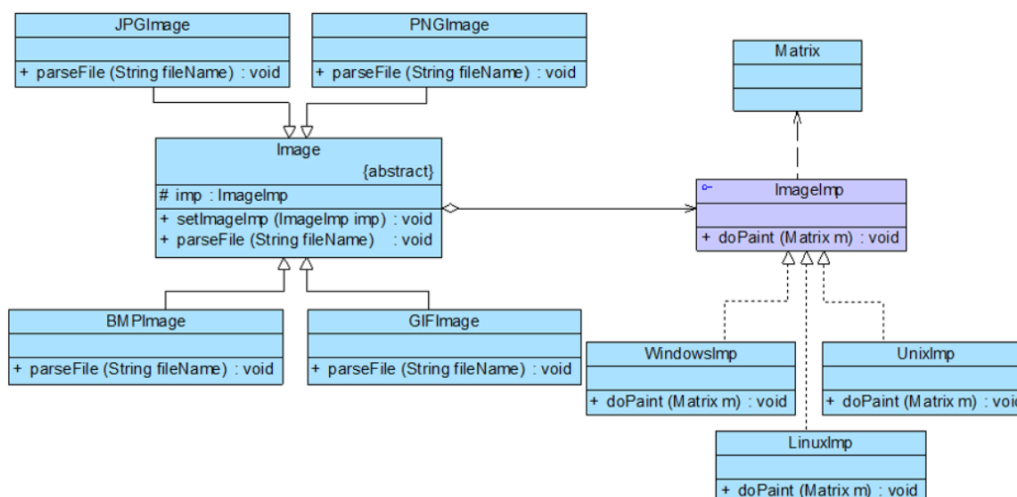 JPGImage
+ parseFile (String fileName) : void
PNGImage
+ parseFile (String fileName) : void
Matrix
Image
{abstract}
# imp : ImageImp
+ setImageImp (ImageImp imp) : void
+ parseFile (String fileName) : void
ImageImp
+ doPaint (Matrix m) : void
BMPImage
+ parseFile (String fileName) : void
GIFImage
+ parseFile (String fileName) : void
WindowsImp
+ doPaint (Matrix m) : void
UnixImp
+ doPaint (Matrix m) : void
LinuxImp
+ doPaint (Matrix m) : void